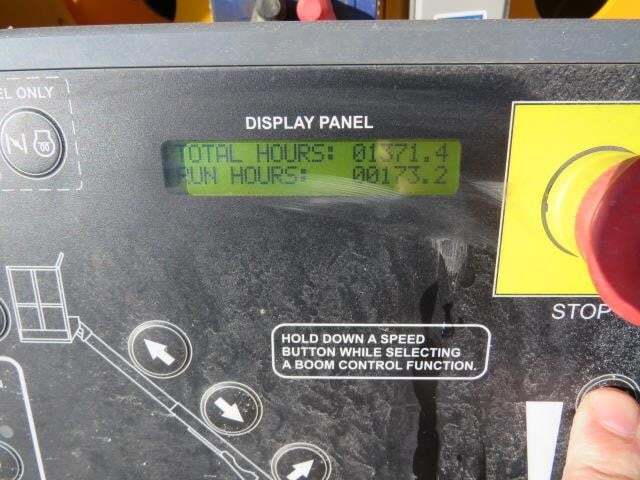 EL ONLY
DISPLAY PANEL
TOTAL HOURS: 01371.4
RUN HOURS: 00173.2
STOP
HOLD DOWN A SPEED
BUTTON WHILE SELECTING
A BOOM CONTROL FUNCTION.